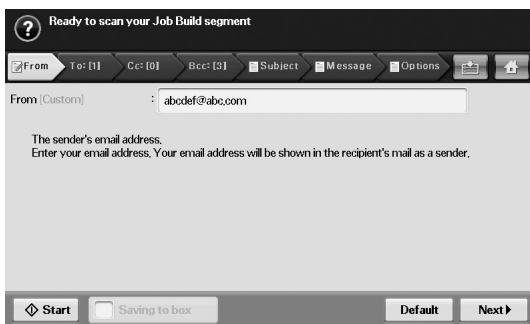 Ready to scan your Job Build segment
From To: [1] Cc: [0] Bcc: [3] Subject Message Options
From [Custom] : abcdef@abc.com
The sender's email address.
Enter your email address. Your email address will be shown in the recipient's mail as a sender.
Start Saving to box Default Next